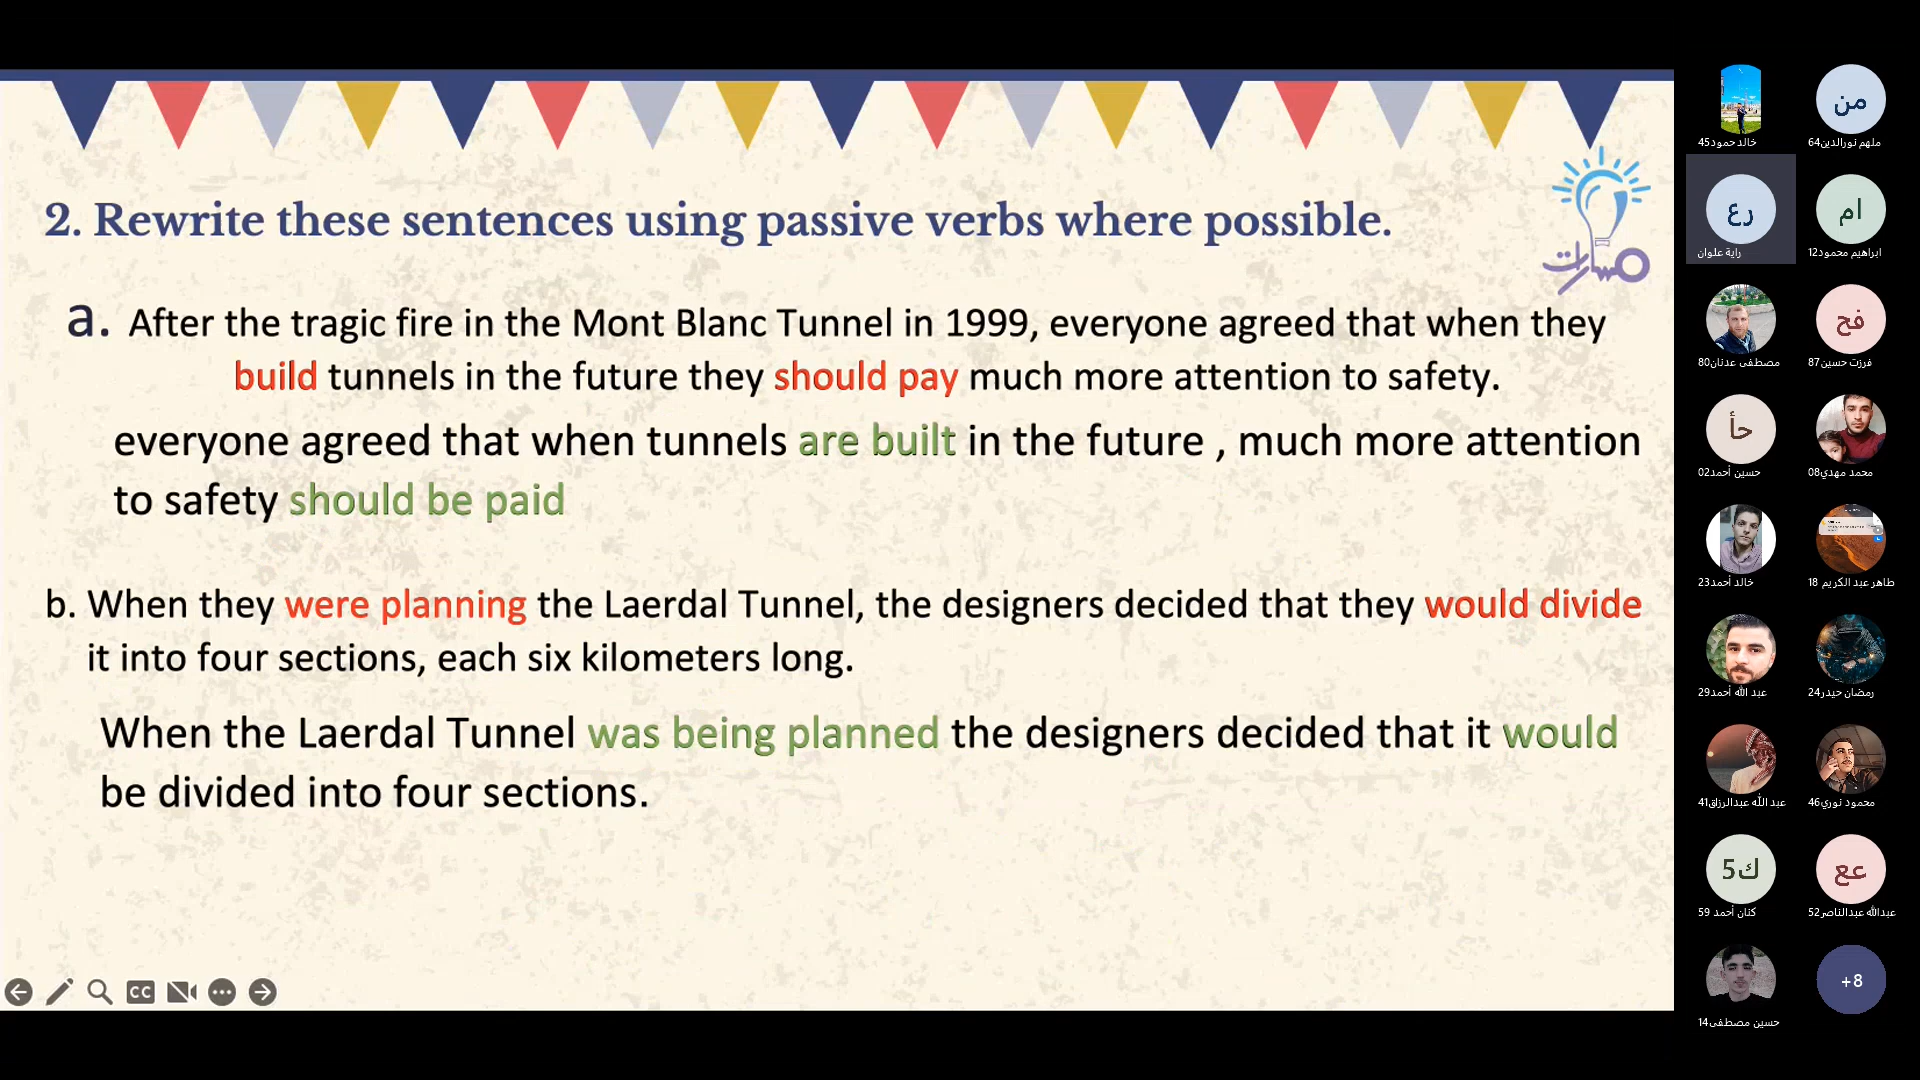 2. Rewrite these sentences using passive verbs where possible.
a. After the tragic fire in the Mont Blanc Tunnel in 1999, everyone agreed that when they
build tunnels in the future they should pay much more attention to safety.
everyone agreed that when tunnels are built in the future , much more attention
to safety should be paid
b. When they were planning the Laerdal Tunnel, the designers decided that they would divide
it into four sections, each six kilometers long.
When the Laerdal Tunnel was being planned the designers decided that it would
be divided into four sections.
مسارات
CC
خالد حمود45
من
ملهم نورالدين64
رع
راية علوان
ام
ابراهيم محمود12
مصطفى عدنان80
فح
فرزت حسين87
حأ
حسين أحمد02
محمد مهدي08
خالد أحمد23
طاهر عبد الكريم 18
عبد الله أحمد29
رمضان حيدر24
عبد الله عبدالرزاق41
محمود نوري46
ك5
كنان أحمد 59
عع
عبدالله عبدالناصر52
حسين مصطفى14
+8